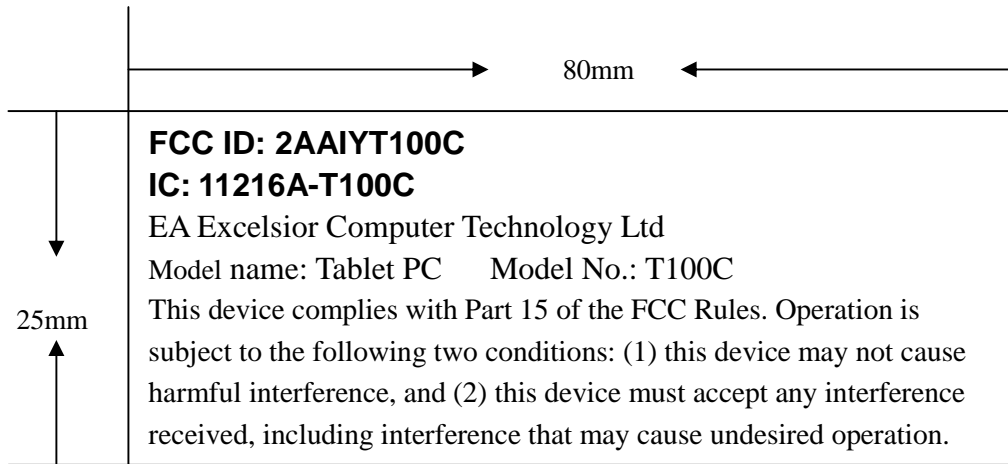 80mm
FCC ID: 2AAIYT100C
IC: 11216A-T100C
EA Excelsior Computer Technology Ltd
Model name: Tablet PC Model No.: T100C
This device complies with Part 15 of the FCC Rules. Operation is
25mm
subject to the following two conditions: (1) this device may not cause
harmful interference, and (2) this device must accept any interference
received, including interference that may cause undesired operation.